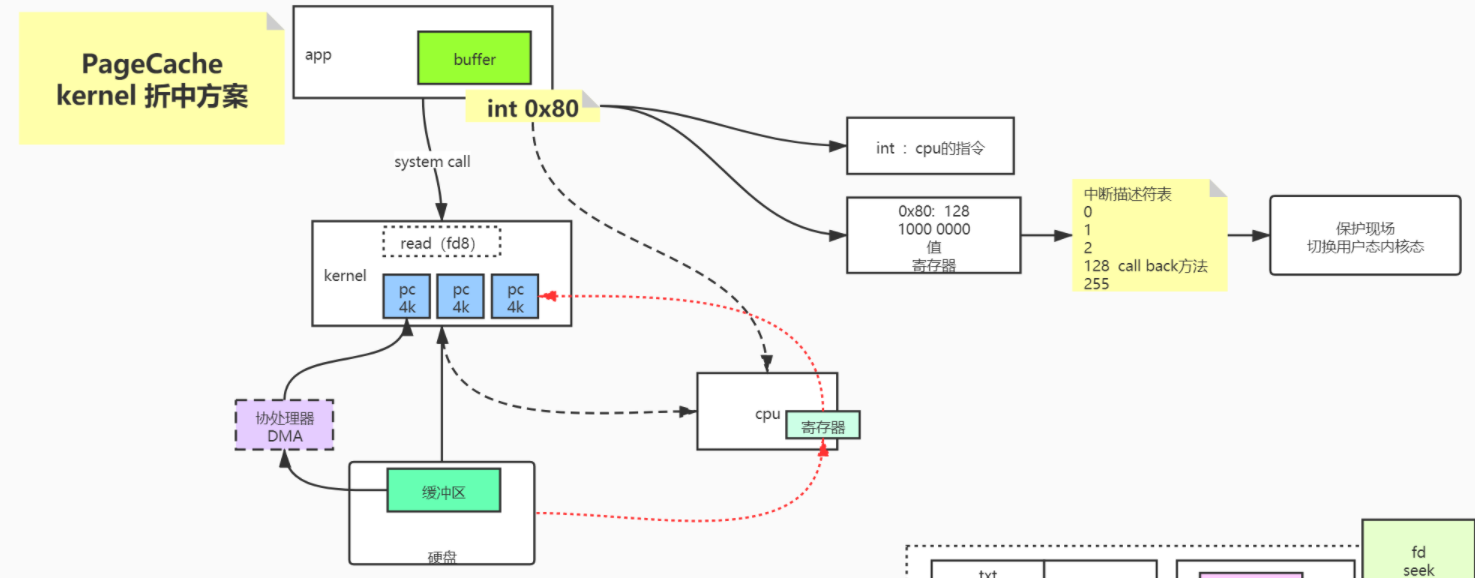 PageCache
kernel 折中方案
app
buffer
int 0x80
system call
int ： cpu的指令
0x80: 128
1000 0000
值
寄存器
中断描述符表
0
1
2
128 call back方法
255
保护现场
切换用户态内核态
read（fd8）
kernel
pc
4k
pc
4k
pc
4k
协处理器
DMA
cpu
寄存器
缓冲区
硬盘
fd
seek
txt